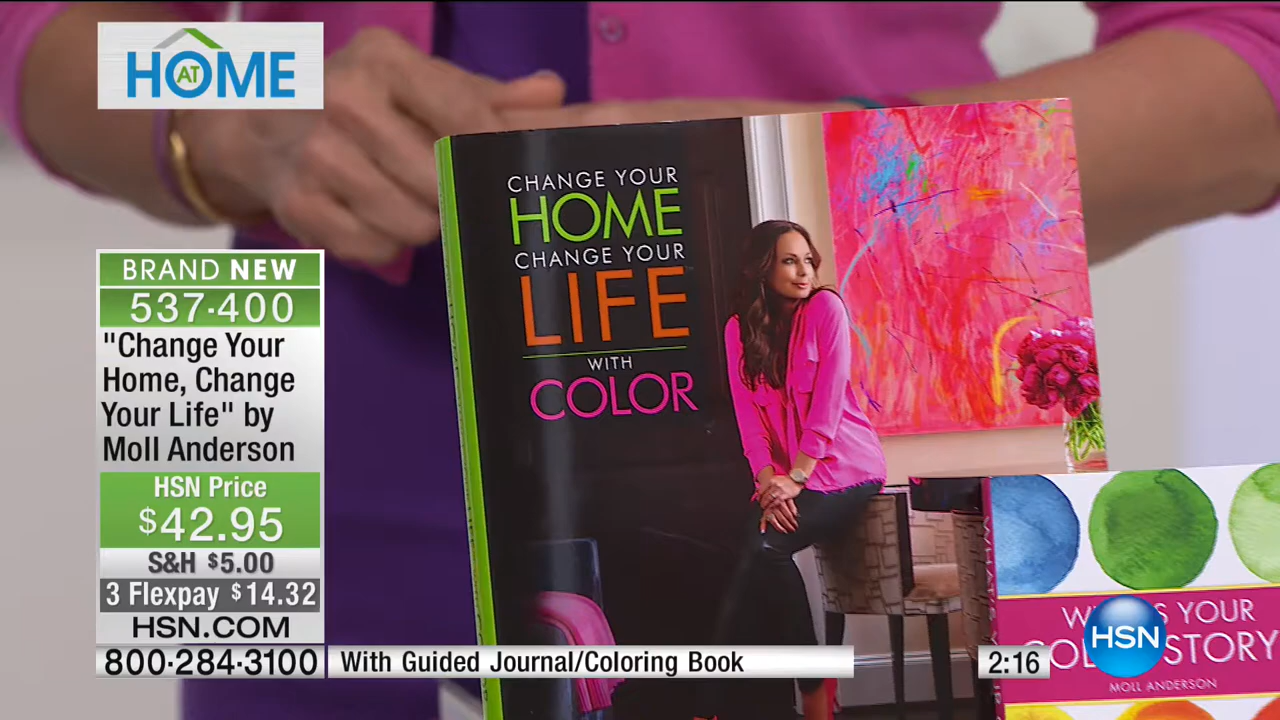 AT
HOME
BRAND NEW
537·400
"Change Your
Home, Change
Your Life" by
Moll Anderson
HSN Price
$42.95
S&H $5.00
3 Flexpay $14.32
HSN.COM
800·284·3100
With Guided Journal/Coloring Book
2:16
CHANGE YOUR
HOME
CHANGE YOUR
LIFE
WITH
COLOR
YOUR
STORY
MOLL ANDERSON
HSN